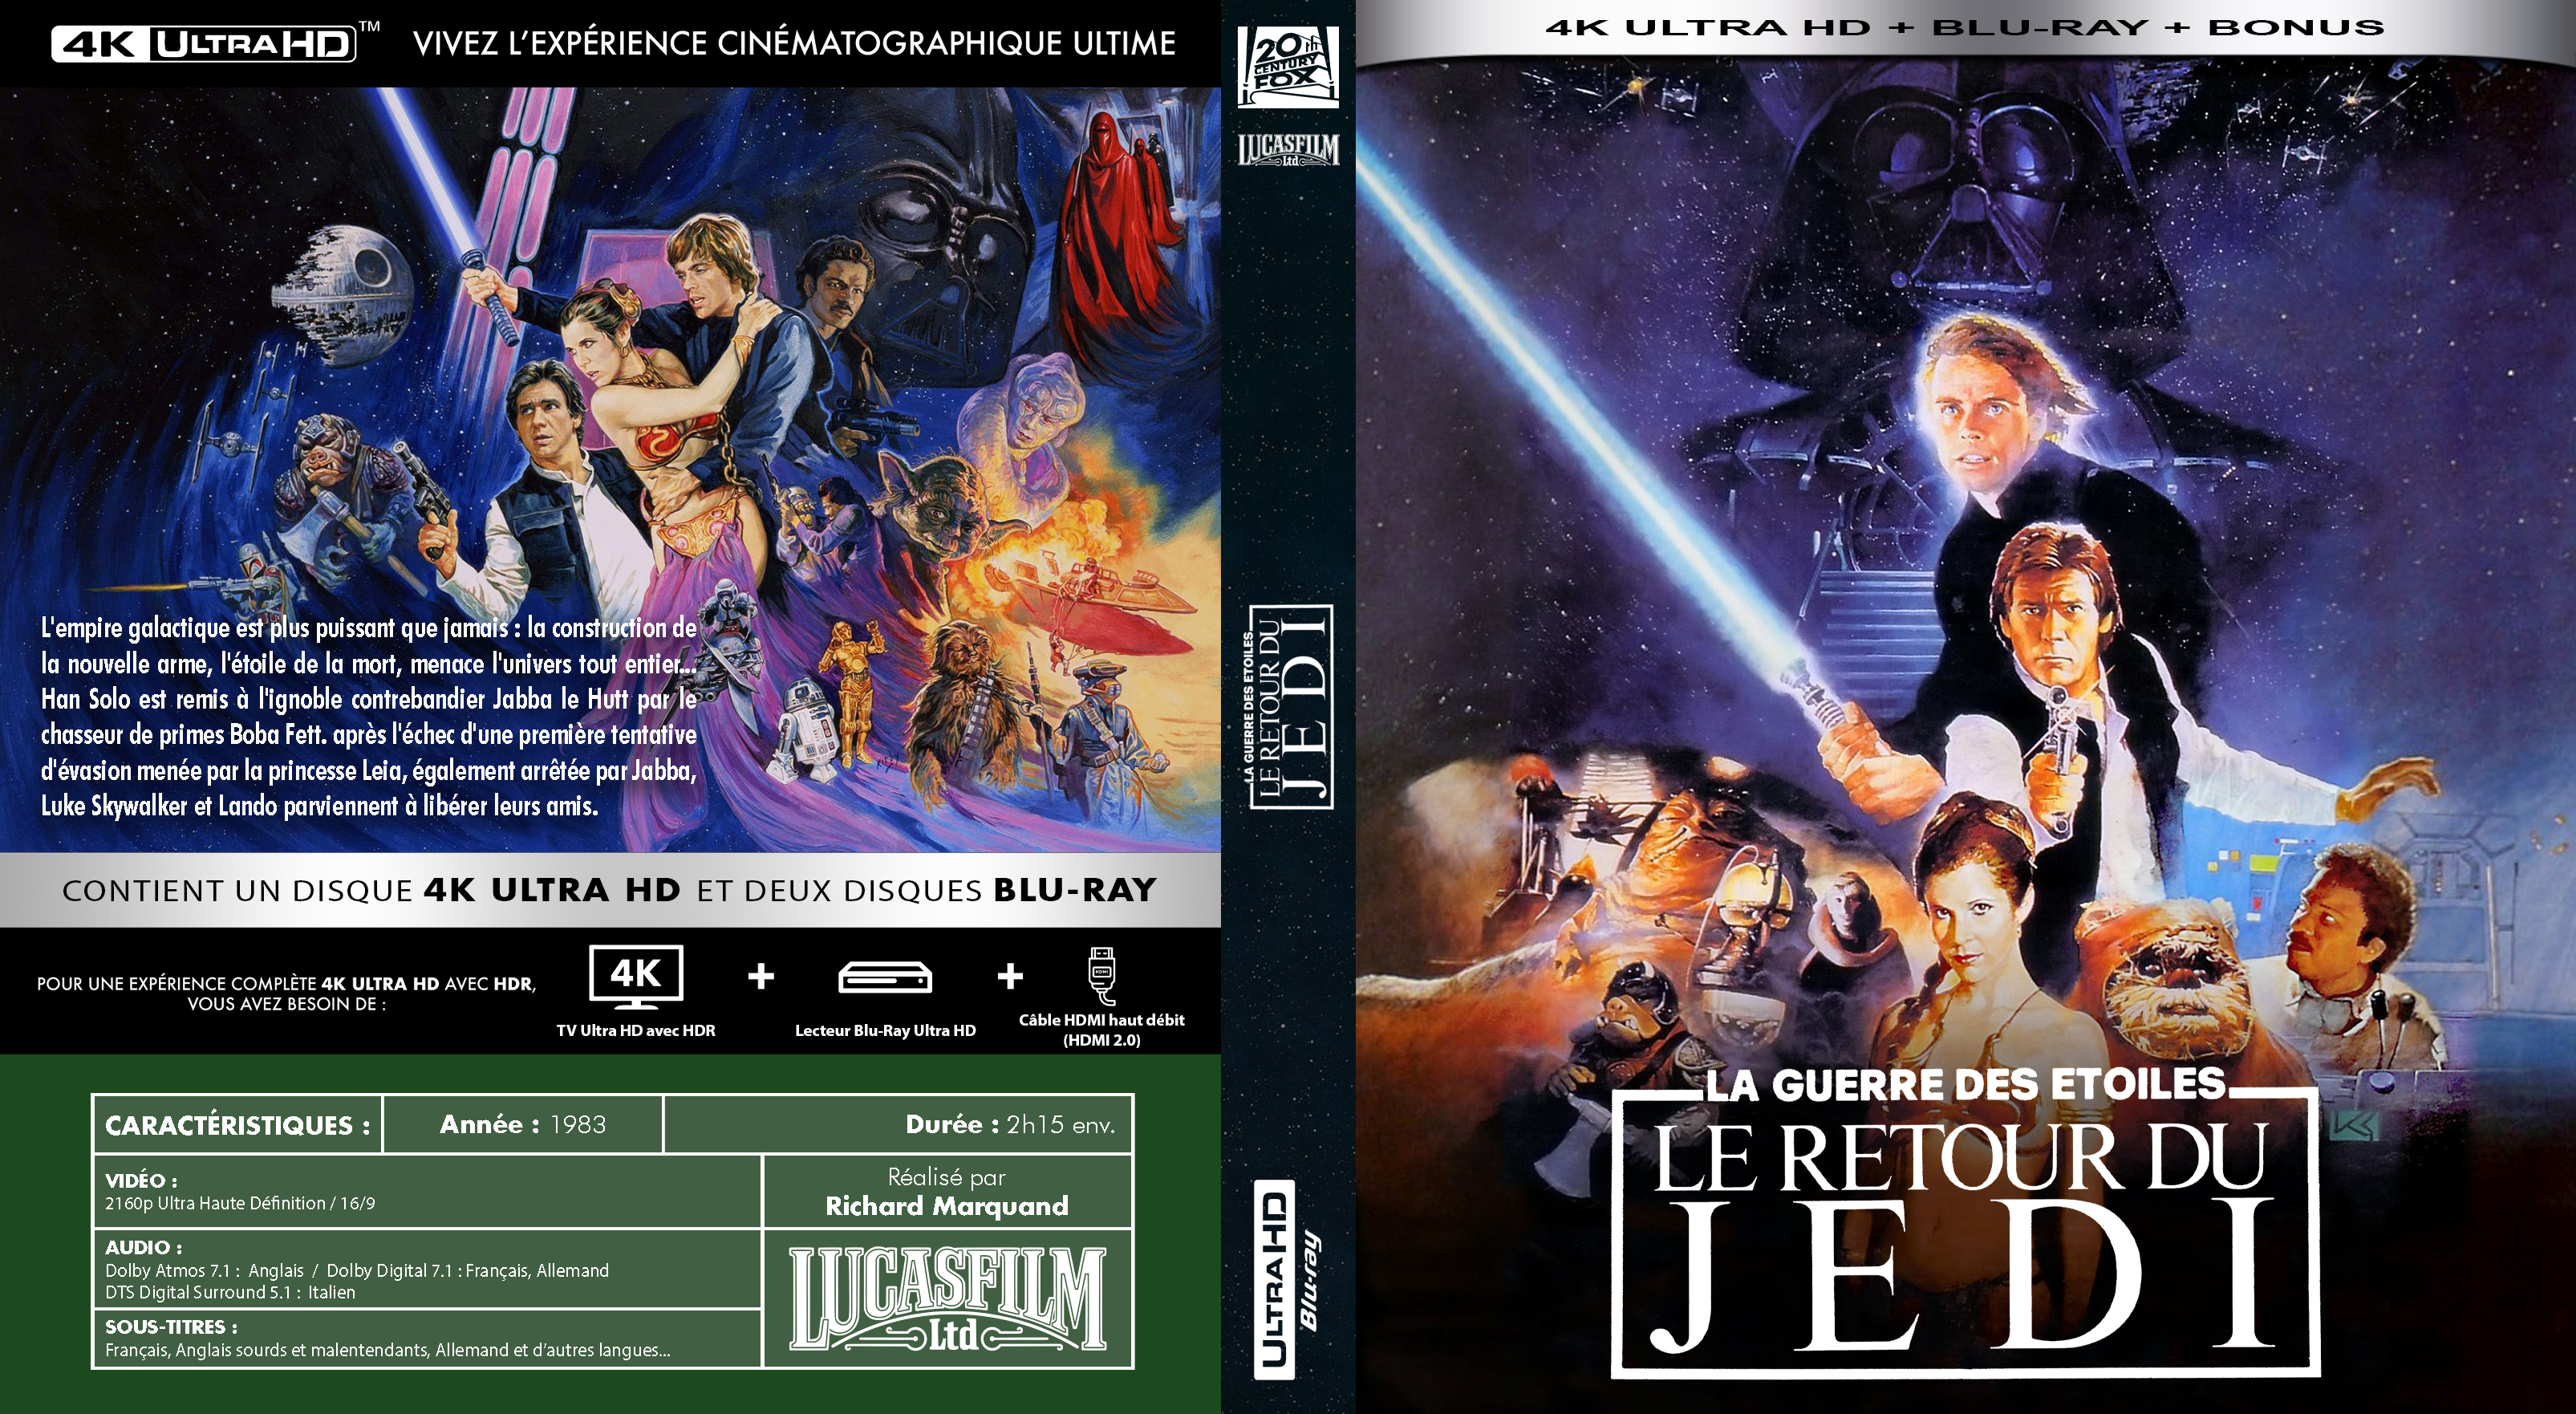 4K ULTRA HD™ VIVEZ L'EXPÉRIENCE CINÉMATOGRAPHIQUE ULTIME
L'empire galactique est plus puissant que jamais : la construction de
la nouvelle arme, l'étoile de la mort, menace l'univers tout entier...
Han Solo est remis à l'ignoble contrebandier Jabba le Hutt par le
chasseur de primes Boba Fett. après l'échec d'une première tentative
d'évasion menée par la princesse Leia, également arrêtée par Jabba,
Luke Skywalker et Lando parviennent à libérer leurs amis.
CONTIENT UN DISQUE 4K ULTRA HD ET DEUX DISQUES BLU-RAY
POUR UNE EXPÉRIENCE COMPLÈTE 4K ULTRA HD AVEC HDR,
VOUS AVEZ BESOIN DE :
4K
+
+
HDMI
TV Ultra HD avec HDR
Lecteur Blu-Ray Ultra HD
Câble HDMI haut débit
(HDMI 2.0)
CARACTÉRISTIQUES :
Année : 1983
Durée : 2h15 env.
VIDÉO :
2160p Ultra Haute Définition / 16/9
Réalisé par
Richard Marquand
AUDIO :
Dolby Atmos 7.1 : Anglais / Dolby Digital 7.1 : Français, Allemand
DTS Digital Surround 5.1 : Italien
SOUS-TITRES :
Français, Anglais sourds et malentendants, Allemand et d'autres langues...
LUCASFILM
Ltd
20th
CENTURY
FOX
LUCASFILM
Ltd
LA GUERRE DES ETOILES
LE RETOUR DU
JEDI
ULTRA HD
Blu-ray
4K ULTRA HD + BLU-RAY + BONUS
LA GUERRE DES ETOILES
LE RETOUR DU
JEDI